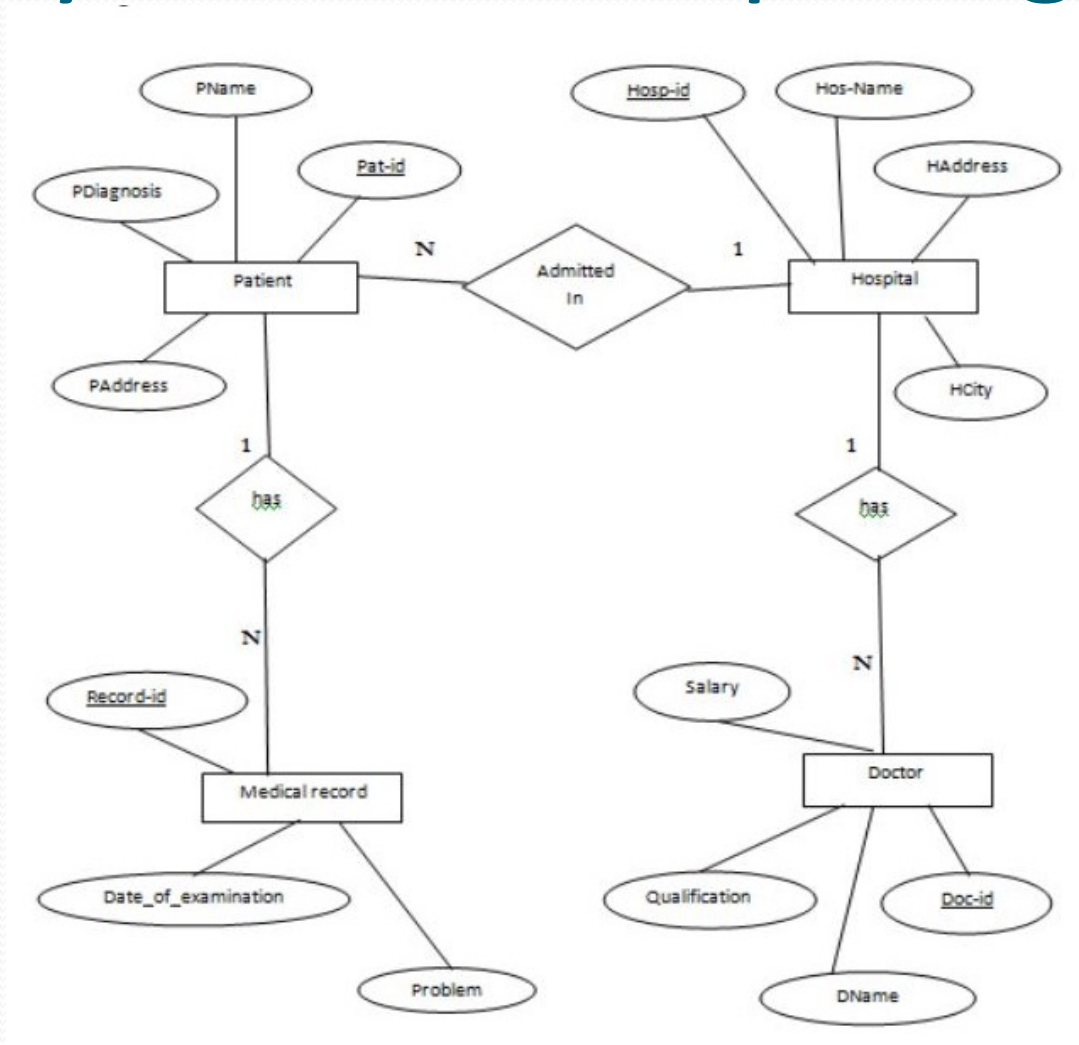 PName
Hosp-id
Hos-Name
Pat-id
HAddress
PDiagnosis
N
1
Admitted
In
Patient
Hospital
PAddress
HCity
1
1
has
has
N
N
Salary
Record-id
Doctor
Medical record
Date_of_examination
Qualification
Doc-id
Problem
DName